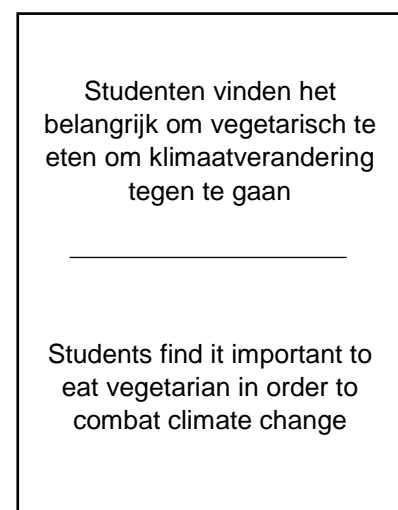 Studenten vinden het
belangrijk om vegetarisch te
eten om klimaatverandering
tegen te gaan
Students find it important to
eat vegetarian in order to
combat climate change